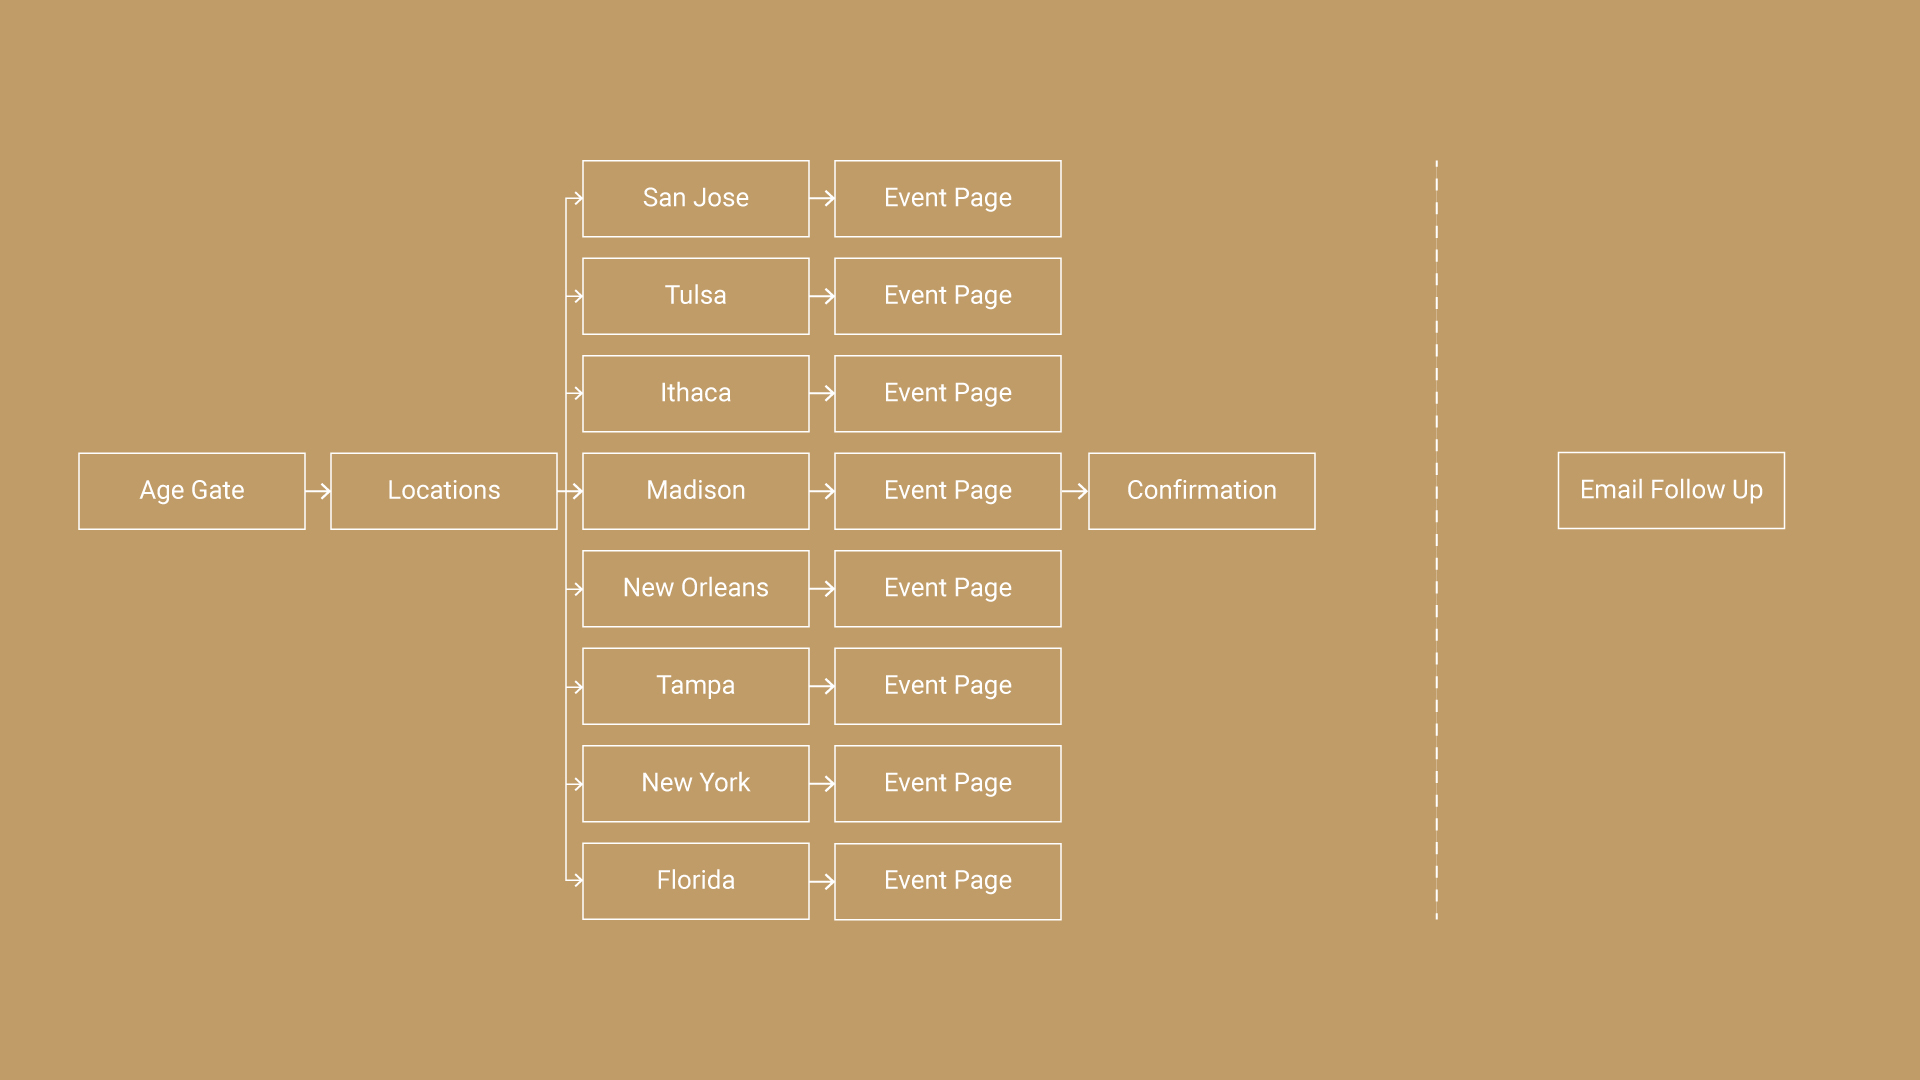 San Jose
Event Page
Tulsa
Event Page
Ithaca
Event Page
Age Gate
Locations
Madison
Event Page
Confirmation
Email Follow Up
New Orleans
Event Page
Tampa
Event Page
New York
Event Page
Florida
Event Page